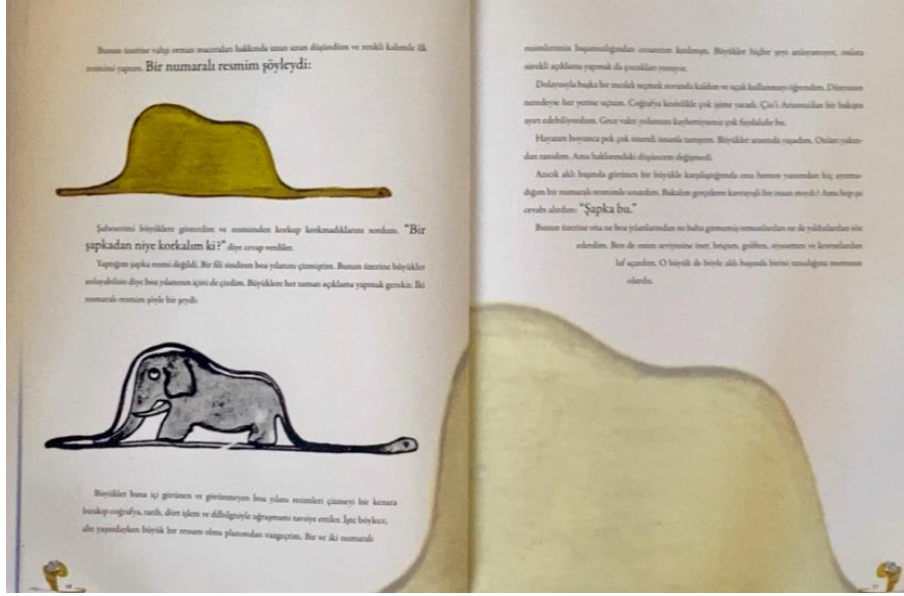 Bunun üzerine vahşi orman maceraları hakkında uzun uzun düşündüm ve renkli kalemle ilk
resmimi yaptım. Bir numaralı resmim şöyleydi:
Şaheserimi büyüklere gösterdim ve resmimden korkup korkmadıklarını sordum. "Bir
şapkadan niye korkalım ki?" diye cevap verdiler.
Yaptığım şapka resmi değildi. Bir fili sindiren boa yılanını çizmiştim. Bunun üzerine büyükler
anlayabilsin diye boa yılanının içini de çizdim. Büyüklere her zaman açıklama yapmak gerekir. İki
numaralı resmim şöyle bir şeydi:
Büyükler bana içi görünen ve görünmeyen boa yılanı resimleri çizmeyi bir kenara
bırakıp coğrafya, tarih, dört işlem ve dilbilgisiyle uğraşmamı tavsiye ettiler. İşte böylece,
altı yaşındayken büyük bir ressam olma planımdan vazgeçtim. Bir ve iki numaralı
resimlerimin başarısızlığından cesaretim kırılmıştı. Büyükler hiçbir şeyi anlayamıyor, onlara
sürekli açıklama yapmak da çocukları yoruyor.
Dolayısıyla başka bir meslek seçmek zorunda kaldım ve uçak kullanmayı öğrendim. Dünyanın
neredeyse her yerine uçtum. Coğrafya kesinlikle çok işime yaradı. Çin'i Arizona'dan bir bakışta
ayırt edebiliyordum. Gece vakti yolunuzu kaybettiyseniz çok faydalıdır bu.
Hayatım boyunca pek çok önemli insanla tanıştım. Büyükler arasında yaşadım. Onları yakın-
dan tanıdım. Ama haklarındaki düşüncem değişmedi.
Azıcık aklı başında görünen bir büyükle karşılaştığımda onu hemen yanımdan hiç ayırma-
dığım bir numaralı resmimle sınardım. Bakalım gerçekten kavrayışlı bir insan mıydı? Ama hep şu
cevabı alırdım: "Şapka bu."
Bunun üzerine ona ne boa yılanlarından ne balta girmemiş ormanlardan ne de yıldızlardan söz
ederdim. Ben de onun seviyesine iner, briçten, golften, siyasetten ve kravatlardan
laf açardım. O büyük de böyle aklı başında birini tanıdığına memnun
olurdu.